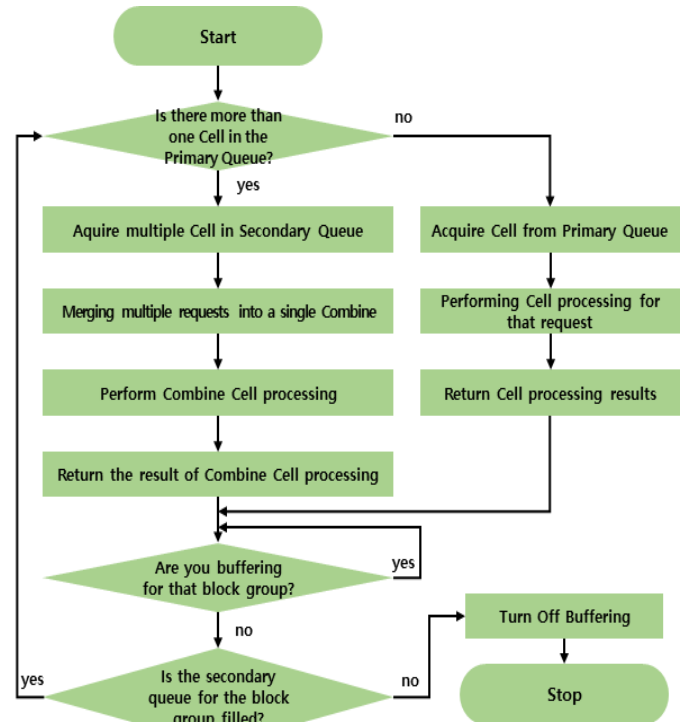 Start
Is there more than
one Cell in the
Primary Queue?
no
yes
Aquire multiple Cell in Secondary Queue
Acquire Cell from Primary Queue
Merging multiple requests into a single Combine
Performing Cell processing for
that request
Perform Combine Cell processing
Return Cell processing results
Return the result of Combine Cell processing
Are you buffering
for that block group?
yes
no
Turn Off Buffering
yes
Is the secondary
queue for the block
group filled?
no
Stop